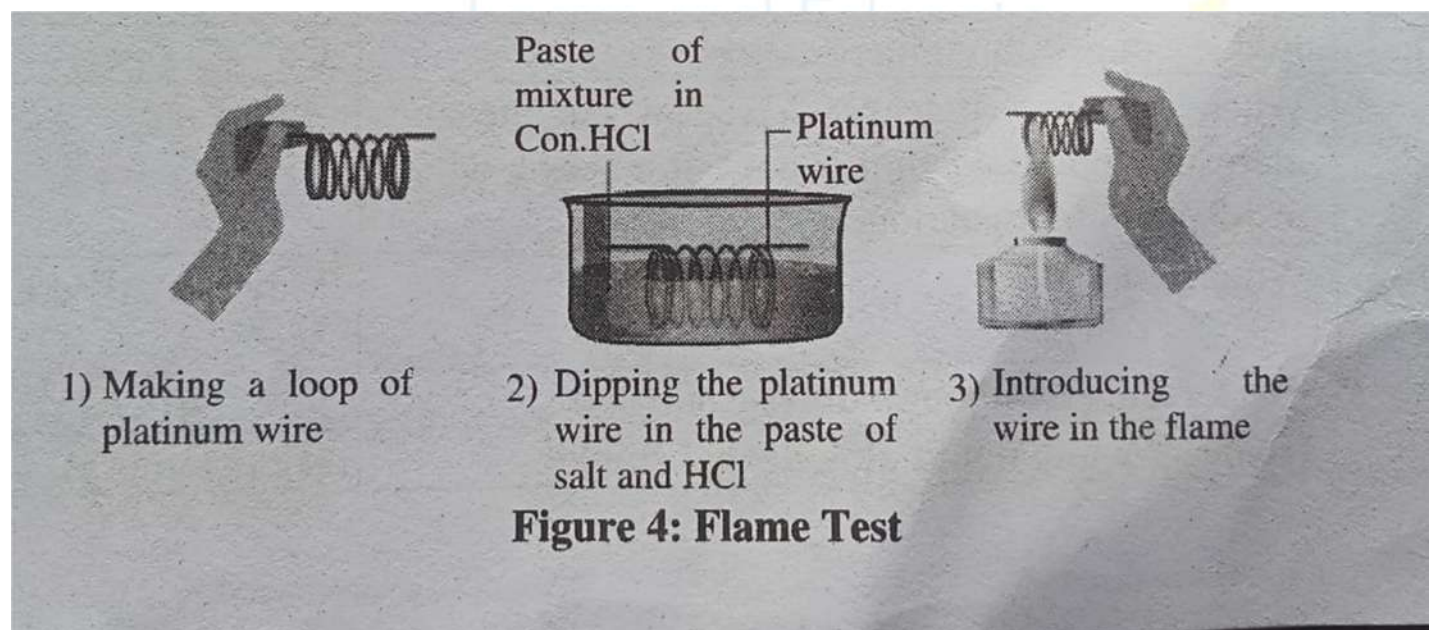 Paste of
mixture in
Con.HCl
Platinum
wire
1) Making a loop of
platinum wire
2) Dipping the platinum
wire in the paste of
salt and HCl
3) Introducing the
wire in the flame
Figure 4: Flame Test